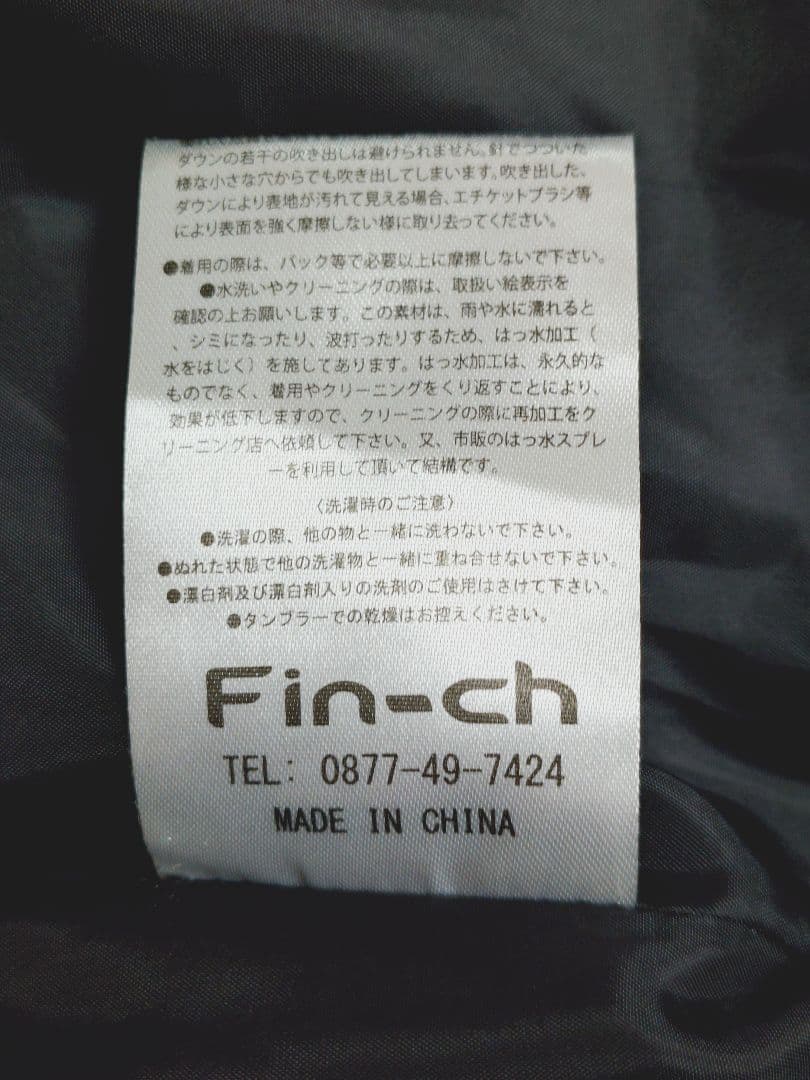 ダウンの若干の吹き出しは避けられません。針でつついた
様な小さな穴からでも吹き出してしまいます。吹き出した、
ダウンにより表地が汚れて見える場合、エチケットブラシ等
により表面を強く摩擦しない様に取り去ってください。
●着用の際は、バック等で必要以上に摩擦しないで下さい。
●水洗いやクリーニングの際は、取扱い絵表示を
確認の上お願いします。この素材は、雨や水に濡れると
、シミになったり、波打ったりするため、はっ水加工（
水をはじく）を施してあります。はっ水加工は、永久的な
ものでなく、着用やクリーニングをくり返すことにより、
効果が低下しますので、クリーニングの際に再加工をク
リーニング店へ依頼して下さい。又、市販のはっ水スプレ
ーを利用して頂いて結構です。
〈洗濯時のご注意〉
●洗濯の際、他の物と一緒に洗わないで下さい。
●ぬれた状態で他の洗濯物と一緒に重ね合せないで下さい。
●漂白剤及び漂白剤入りの洗剤のご使用はさけて下さい。
●タンブラーでの乾燥はお控えください。
Fin-ch
TEL: 0877-49-7424
MADE IN CHINA